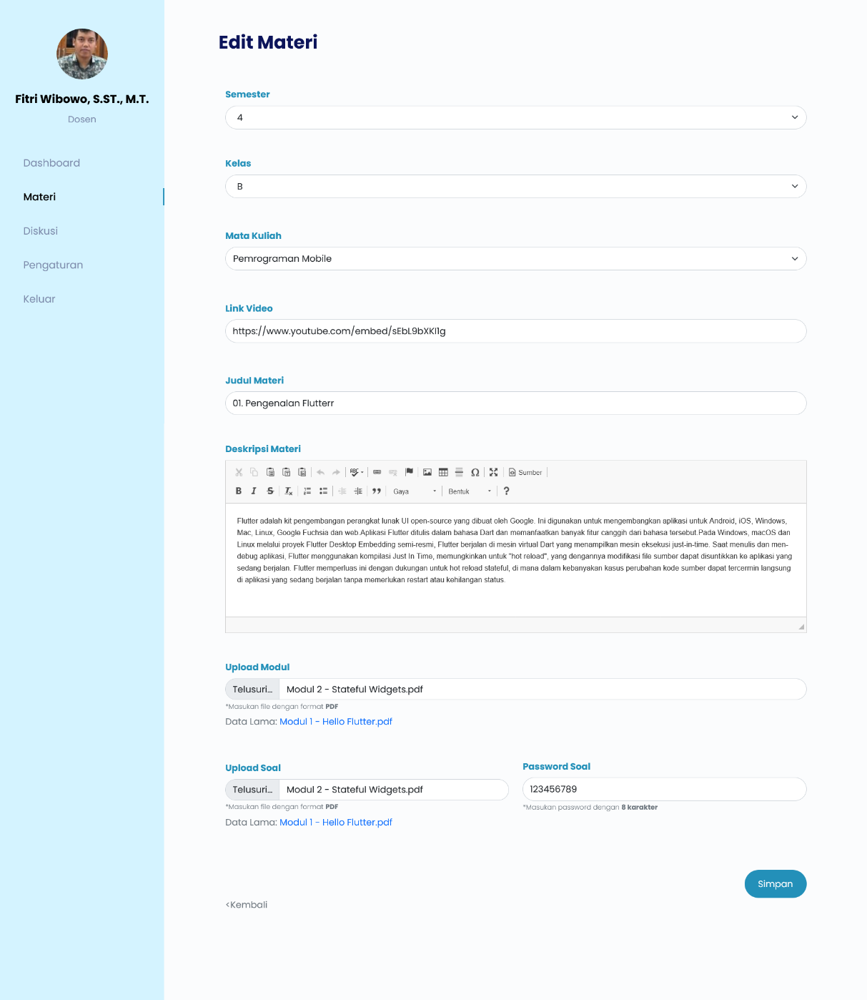 Fitri Wibowo, S.ST., M.T.
Dosen
Dashboard
Materi
Diskusi
Pengaturan
Keluar
Edit Materi
Semester
4
Kelas
B
Mata Kuliah
Pemrograman Mobile
Link Video
https://www.youtube.com/embed/sEbL9bXKI1g
Judul Materi
01. Pengenalan Flutterr
Deskripsi Materi
ABC
Sumber
B I S Tx Gaya Bentuk ?
Flutter adalah kit pengembangan perangkat lunak UI open-source yang dibuat oleh Google. Ini digunakan untuk mengembangkan aplikasi untuk Android, iOS, Windows,
Mac, Linux, Google Fuchsia dan web.Aplikasi Flutter ditulis dalam bahasa Dart dan memanfaatkan banyak fitur canggih dari bahasa tersebut.Pada Windows, macOS dan
Linux melalui proyek Flutter Desktop Embedding semi-resmi, Flutter berjalan di mesin virtual Dart yang menampilkan mesin eksekusi just-in-time. Saat menulis dan men-
debug aplikasi, Flutter menggunakan kompilasi Just In Time, memungkinkan untuk "hot reload", yang dengannya modifikasi file sumber dapat disuntikkan ke aplikasi yang
sedang berjalan. Flutter memperluas ini dengan dukungan untuk hot reload stateful, di mana dalam kebanyakan kasus perubahan kode sumber dapat tercermin langsung
di aplikasi yang sedang berjalan tanpa memerlukan restart atau kehilangan status.
Upload Modul
Telusuri... Modul 2 - Stateful Widgets.pdf
*Masukan file dengan format PDF
Data Lama: Modul 1 - Hello Flutter.pdf
Upload Soal
Telusuri... Modul 2 - Stateful Widgets.pdf
*Masukan file dengan format PDF
Data Lama: Modul 1 - Hello Flutter.pdf
Password Soal
123456789
*Masukan password dengan 8 karakter
Simpan
<Kembali